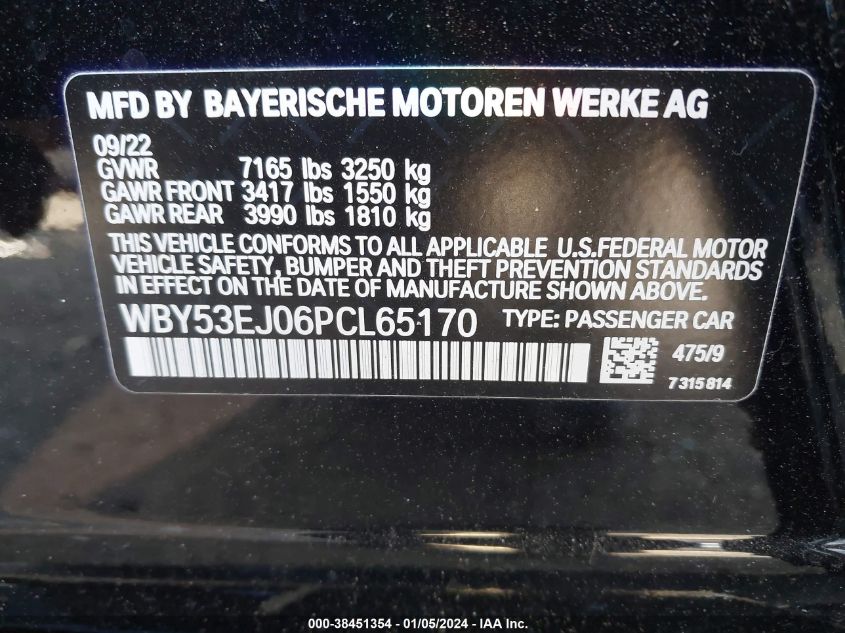 MFD BY BAYERISCHE MOTOREN WERKE AG
09/22
GVWR 7165 lbs 3250 kg
GAWR FRONT 3417 lbs 1550 kg
GAWR REAR 3990 lbs 1810 kg
THIS VEHICLE CONFORMS TO ALL APPLICABLE U.S.FEDERAL MOTOR
VEHICLE SAFETY, BUMPER AND THEFT PREVENTION STANDARDS
IN EFFECT ON THE DATE OF MANUFACTURE SHOWN ABOVE.
WBY53EJ06PCL65170 TYPE: PASSENGER CAR
475/9
7315814
000-38451354 - 01/05/2024 - IAA Inc.